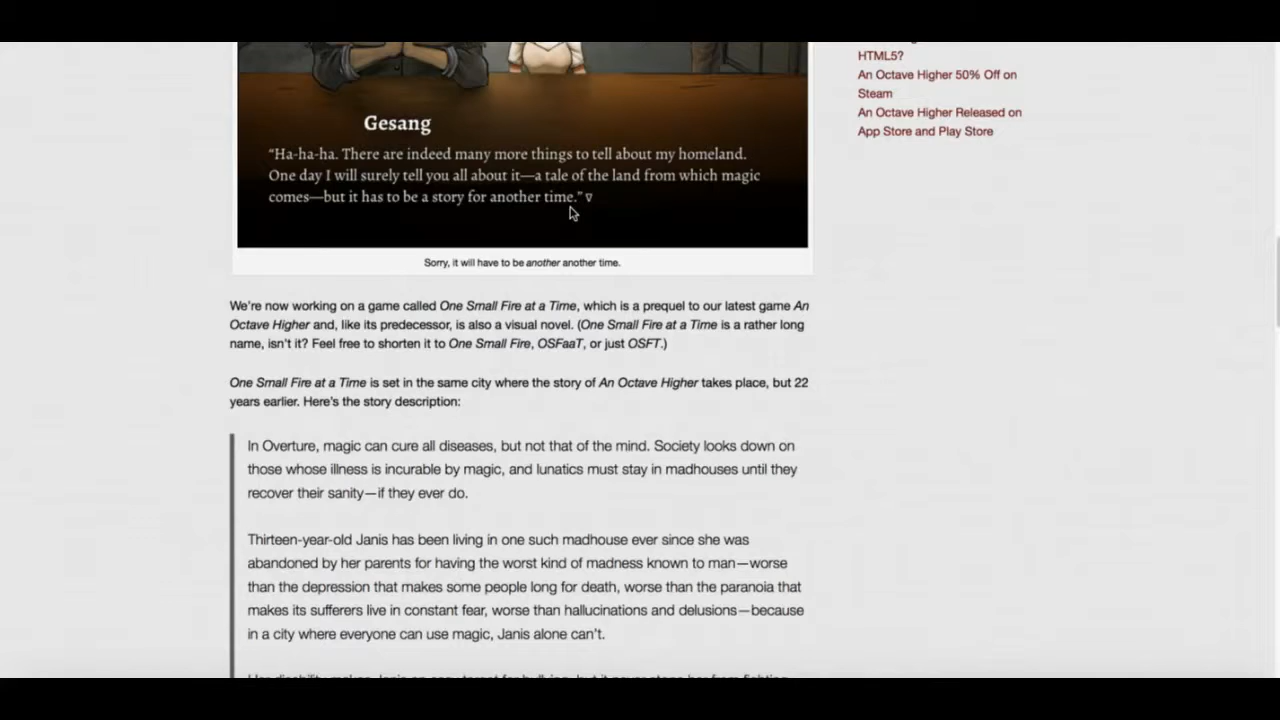 Gesang
"Ha-ha-ha. There are indeed many more things to tell about my homeland.
One day I will surely tell you all about it—a tale of the land from which magic
comes—but it has to be a story for another time." ∇
Sorry, it will have to be another another time.
We're now working on a game called One Small Fire at a Time, which is a prequel to our latest game An
Octave Higher and, like its predecessor, is also a visual novel. (One Small Fire at a Time is a rather long
name, isn't it? Feel free to shorten it to One Small Fire, OSFaaT, or just OSFT.)
One Small Fire at a Time is set in the same city where the story of An Octave Higher takes place, but 22
years earlier. Here's the story description:
In Overture, magic can cure all diseases, but not that of the mind. Society looks down on
those whose illness is incurable by magic, and lunatics must stay in madhouses until they
recover their sanity—if they ever do.
Thirteen-year-old Janis has been living in one such madhouse ever since she was
abandoned by her parents for having the worst kind of madness known to man—worse
than the depression that makes some people long for death, worse than the paranoia that
makes its sufferers live in constant fear, worse than hallucinations and delusions—because
in a city where everyone can use magic, Janis alone can't.
HTML5?
An Octave Higher 50% Off on
Steam
An Octave Higher Released on
App Store and Play Store